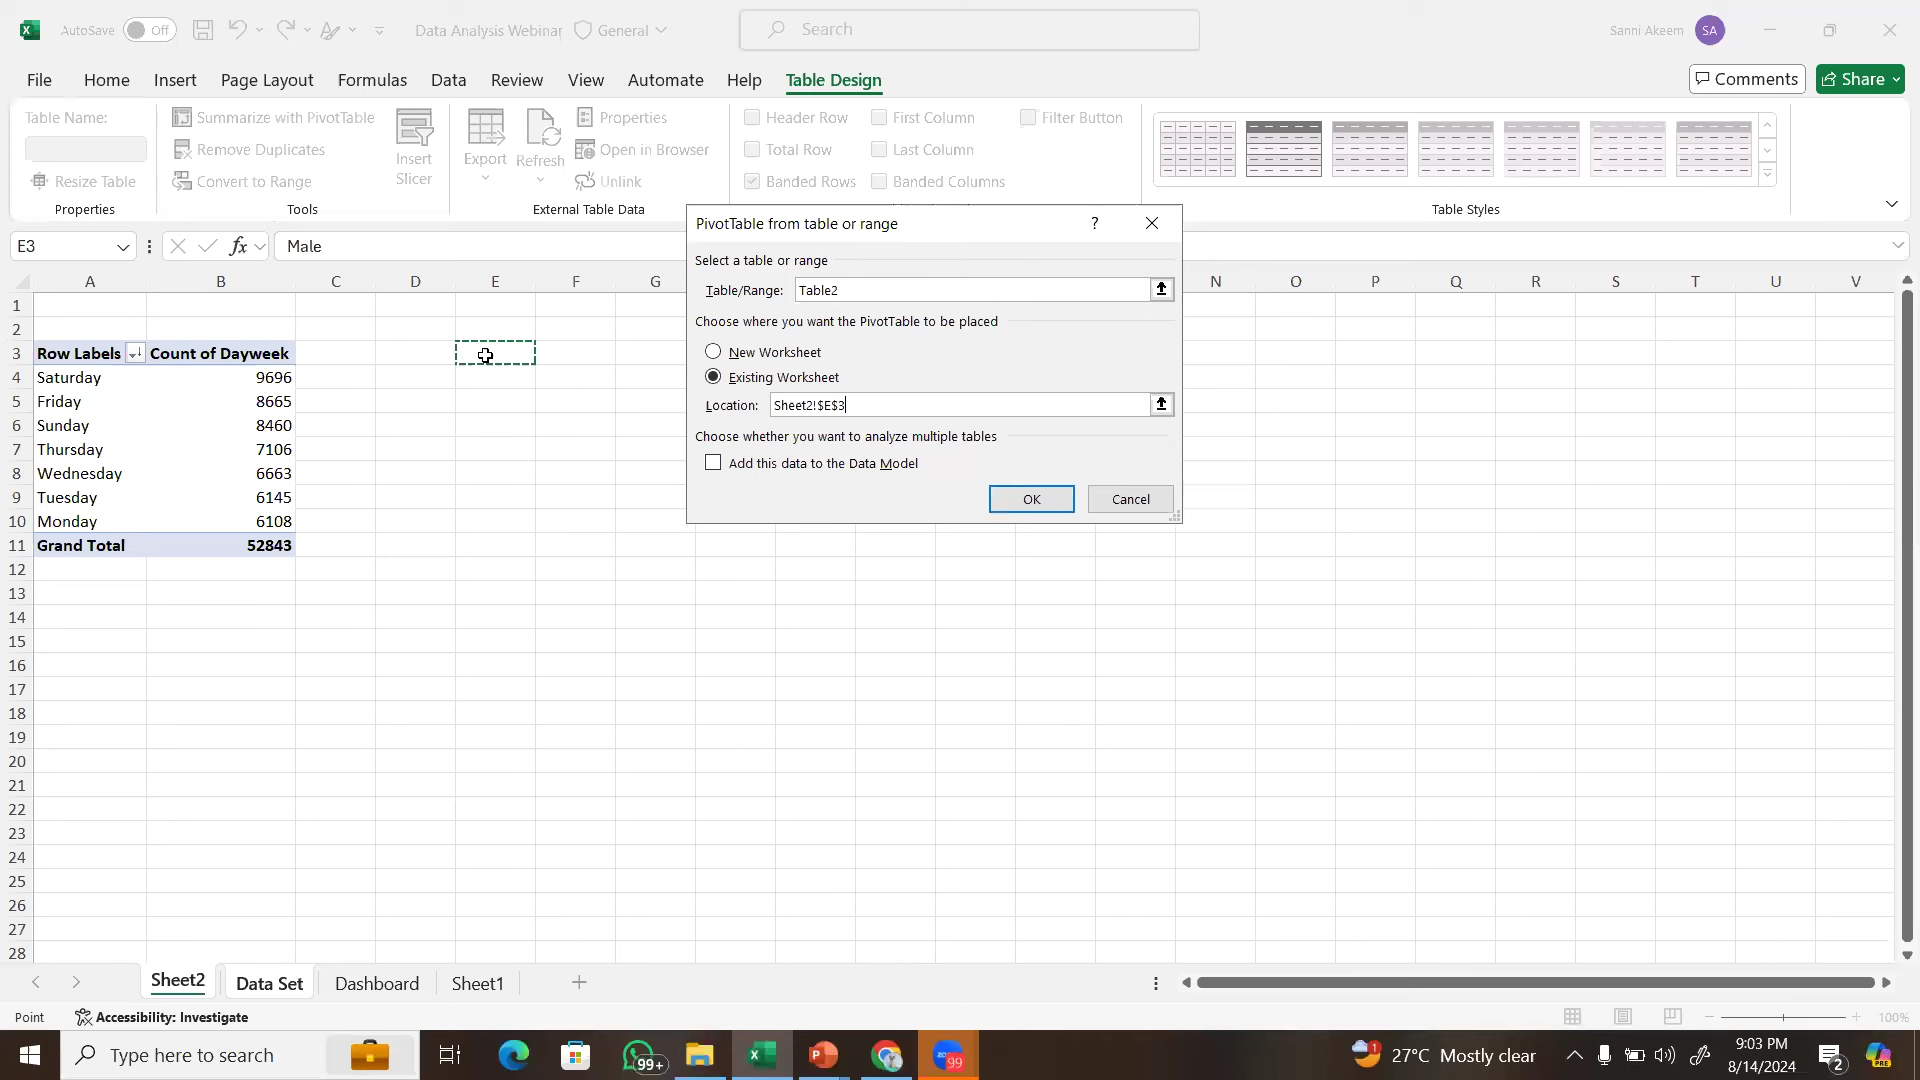 AutoSave Off Data Analysis Webinar General Search Sanni Akeem SA
File Home Insert Page Layout Formulas Data Review View Automate Help Table Design Comments Share
Table Name:
Resize Table
Properties
Summarize with PivotTable
Remove Duplicates
Convert to Range
Tools
Insert Slicer
Export Refresh
Properties
Open in Browser
Unlink
External Table Data
Header Row First Column Filter Button
Total Row Last Column
Banded Rows Banded Columns
Table Styles
E3 fx Male
PivotTable from table or range ?
Select a table or range
Table/Range: Table2
Choose where you want the PivotTable to be placed
New Worksheet
Existing Worksheet
Location: Sheet2!$E$3
Choose whether you want to analyze multiple tables
Add this data to the Data Model
OK Cancel
A B C D E F G N O P Q R S T U V
1
2
3 Row Labels Count of Dayweek
4 Saturday 9696
5 Friday 8665
6 Sunday 8460
7 Thursday 7106
8 Wednesday 6663
9 Tuesday 6145
10 Monday 6108
11 Grand Total 52843
12
13
14
15
16
17
18
19
20
21
22
23
24
25
26
27
28
Sheet2 Data Set Dashboard Sheet1
Point Accessibility: Investigate 100%
Type here to search 99+ 99 27°C Mostly clear 9:03 PM
8/14/2024 2 PRE